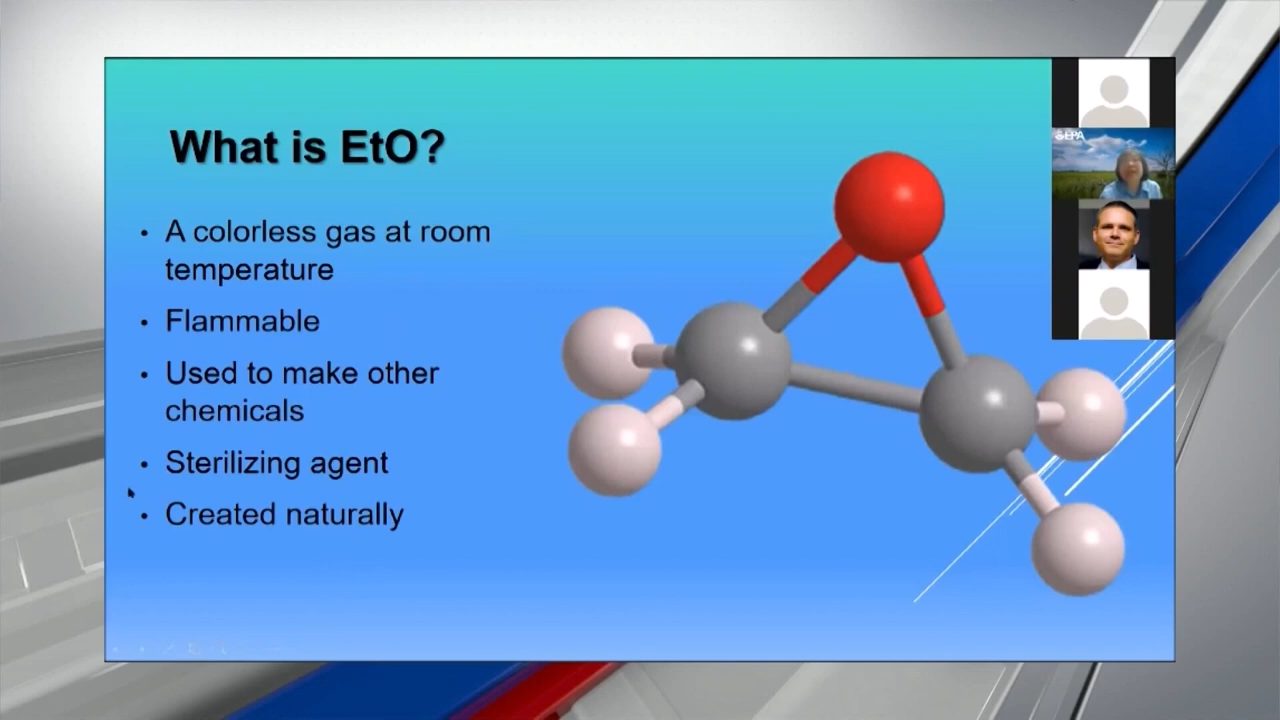 What is EtO?
• A colorless gas at room
temperature
• Flammable
• Used to make other
chemicals
• Sterilizing agent
• Created naturally
EPA